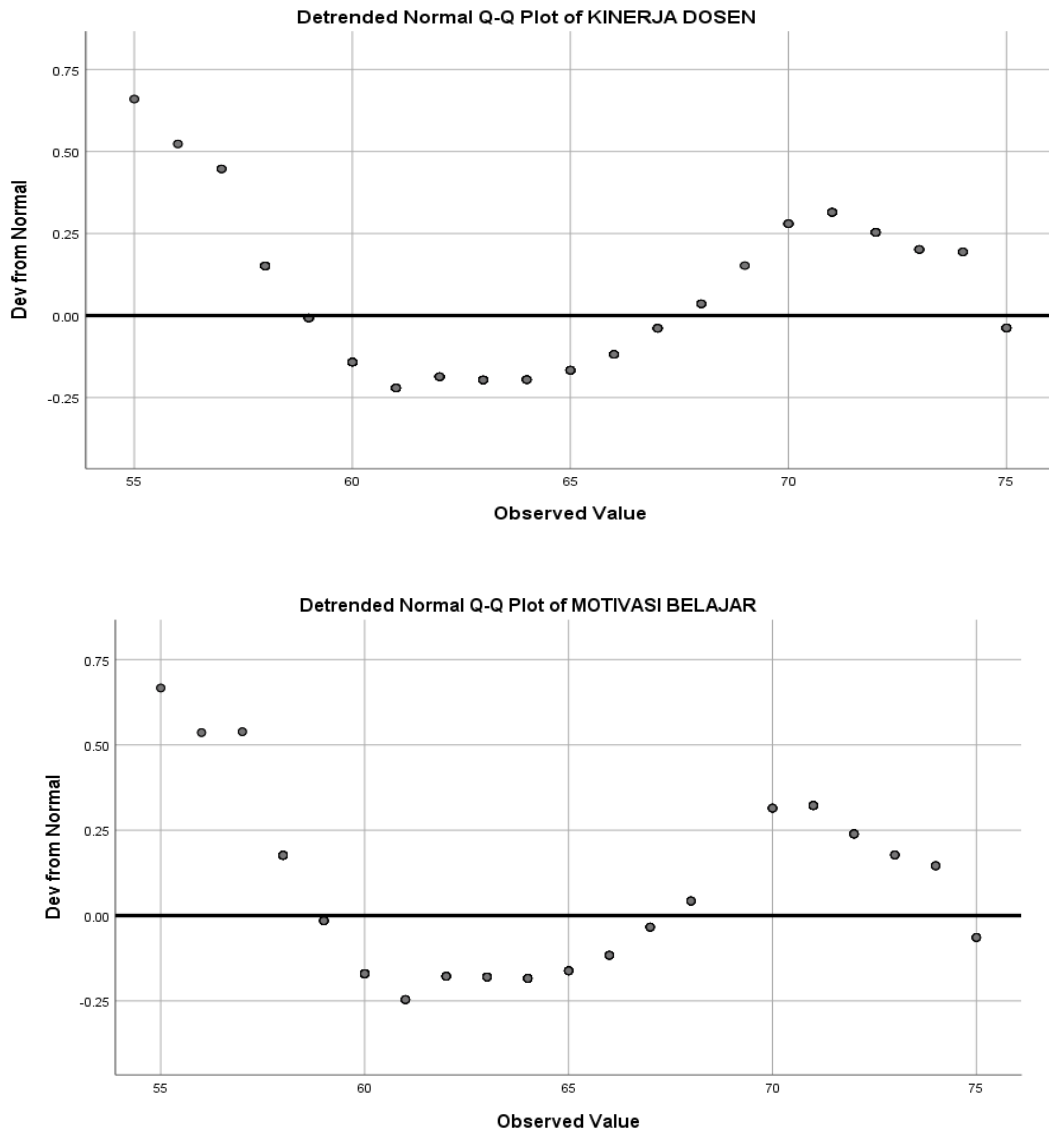 Detrended Normal Q-Q Plot of KINERJA DOSEN
0.75
0.50
0.25
0.00
-0.25
Dev from Normal
55 60 65 70 75
Observed Value
Detrended Normal Q-Q Plot of MOTIVASI BELAJAR
0.75
0.50
0.25
0.00
-0.25
Dev from Normal
55 60 65 70 75
Observed Value